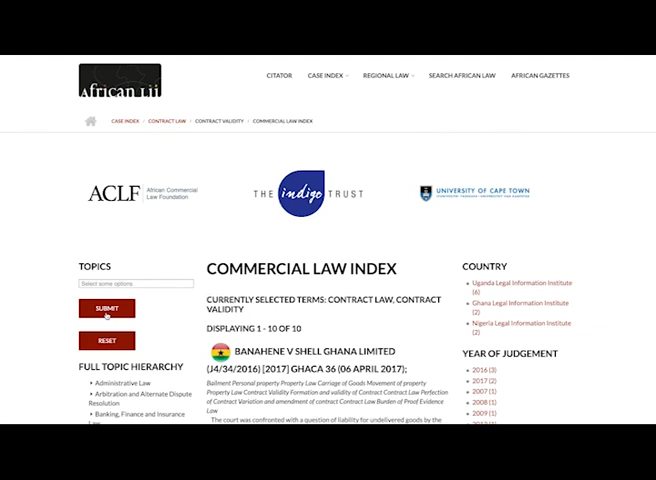 African LII
CITATOR CASE INDEX REGIONAL LAW SEARCH AFRICAN LAW AFRICAN GAZETTES
CASE INDEX / CONTRACT LAW / CONTRACT VALIDITY / COMMERCIAL LAW INDEX
ACLF African Commercial
Law Foundation
THE indigo TRUST
UNIVERSITY OF CAPE TOWN
TOPICS
Select some options
SUBMIT
RESET
FULL TOPIC HIERARCHY
Administrative Law
Arbitration and Alternate Dispute
Resolution
Banking, Finance and Insurance
Law
COMMERCIAL LAW INDEX
CURRENTLY SELECTED TERMS: CONTRACT LAW, CONTRACT
VALIDITY
DISPLAYING 1 - 10 OF 10
BANAHENE V SHELL GHANA LIMITED
(J4/34/2016) [2017] GHACA 36 (06 APRIL 2017);
Bailment Personal property Property Law Carriage of Goods Movement of property
Property Law Contract Validity Formation and validity of Contract Contract Law Perfection
of Contract Variation and amendment of contract Contract Law Burden of Proof Evidence
Law
The court was confronted with a question of liability for undelivered goods by the
COUNTRY
Uganda Legal Information Institute
(6)
Ghana Legal Information Institute
(2)
Nigeria Legal Information Institute
(2)
YEAR OF JUDGEMENT
2016 (3)
2017 (2)
2007 (1)
2008 (1)
2009 (1)